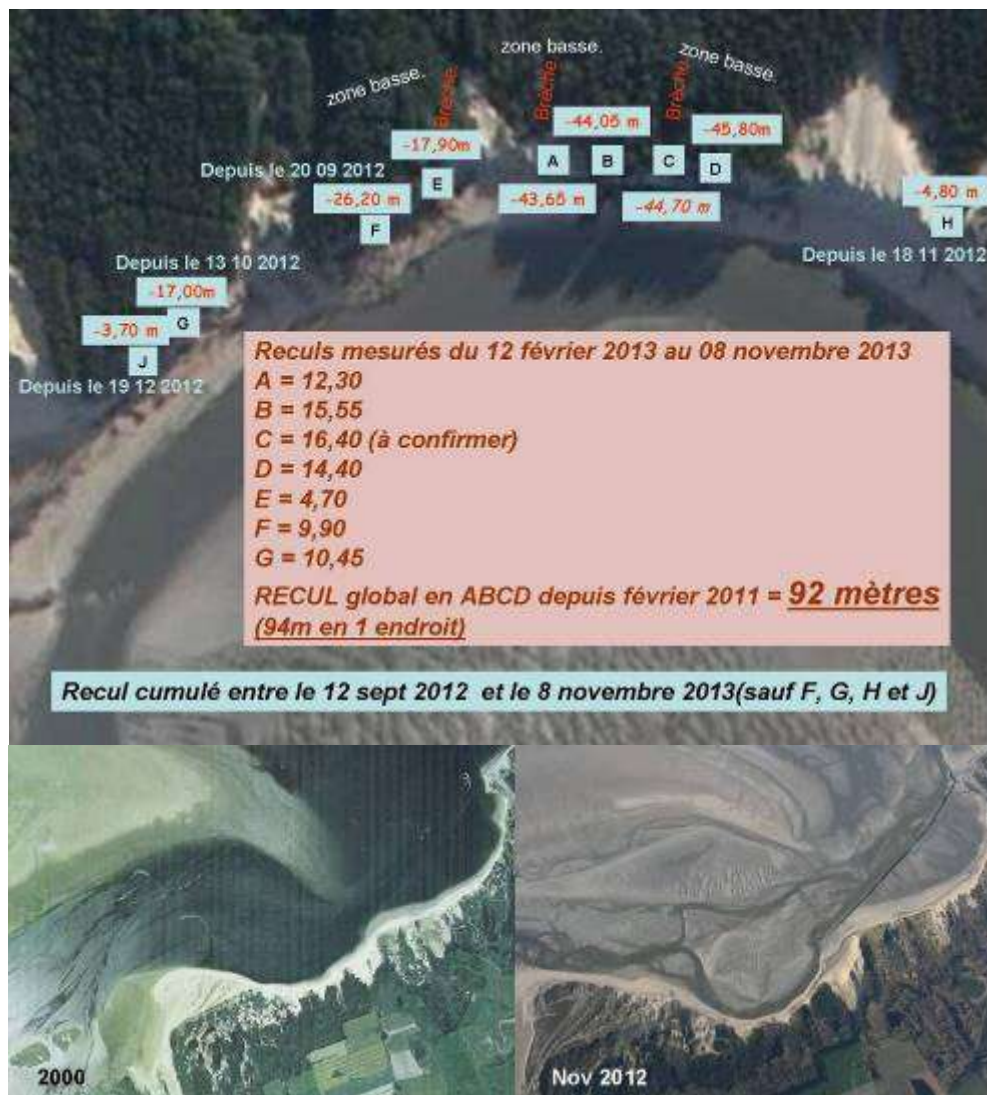 zone basse.
zone basse.
zone basse.
Brèche.
Brèche.
Brèche.
-44,05 m
-45,80m
-17,90m
A
B
C
D
Depuis le 20 09 2012
E
-4,80 m
-26,20 m
-43,65 m
-44,70 m
F
H
Depuis le 13 10 2012
Depuis le 18 11 2012
-17,00m
-3,70 m
G
J
Depuis le 19 12 2012
Reculs mesurés du 12 février 2013 au 08 novembre 2013
A = 12,30
B = 15,55
C = 16,40 (à confirmer)
D = 14,40
E = 4,70
F = 9,90
G = 10,45
RECUL global en ABCD depuis février 2011 = 92 mètres
(94m en 1 endroit)
Recul cumulé entre le 12 sept 2012 et le 8 novembre 2013(sauf F, G, H et J)
2000
Nov 2012